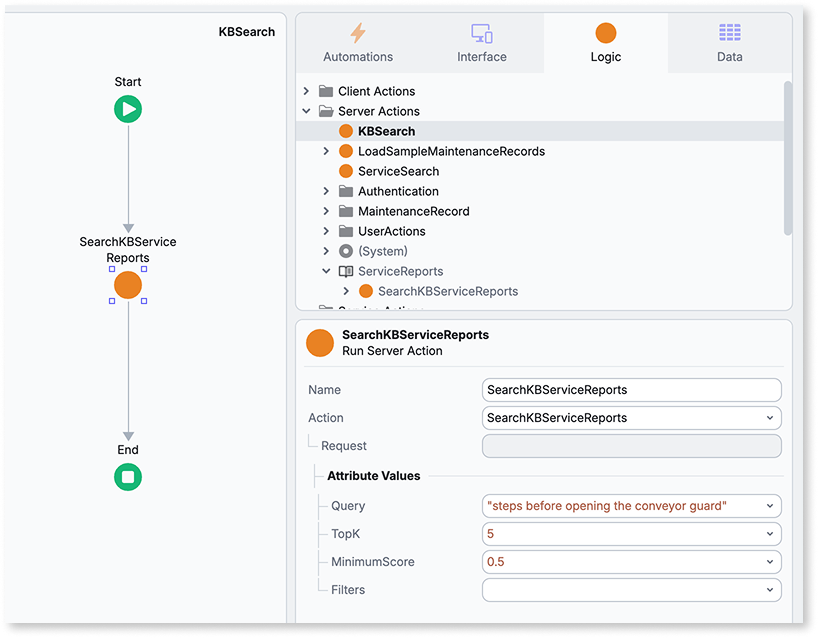 KBSearch
Start
SearchKBService
Reports
End
Automations
Interface
Logic
Data
Client Actions
Server Actions
KBSearch
LoadSampleMaintenanceRecords
ServiceSearch
Authentication
MaintenanceRecord
UserActions
(System)
ServiceReports
SearchKBServiceReports
SearchKBServiceReports
Run Server Action
Name SearchKBServiceReports
Action SearchKBServiceReports
Request
Attribute Values
Query "steps before opening the conveyor guard"
TopK 5
MinimumScore 0.5
Filters